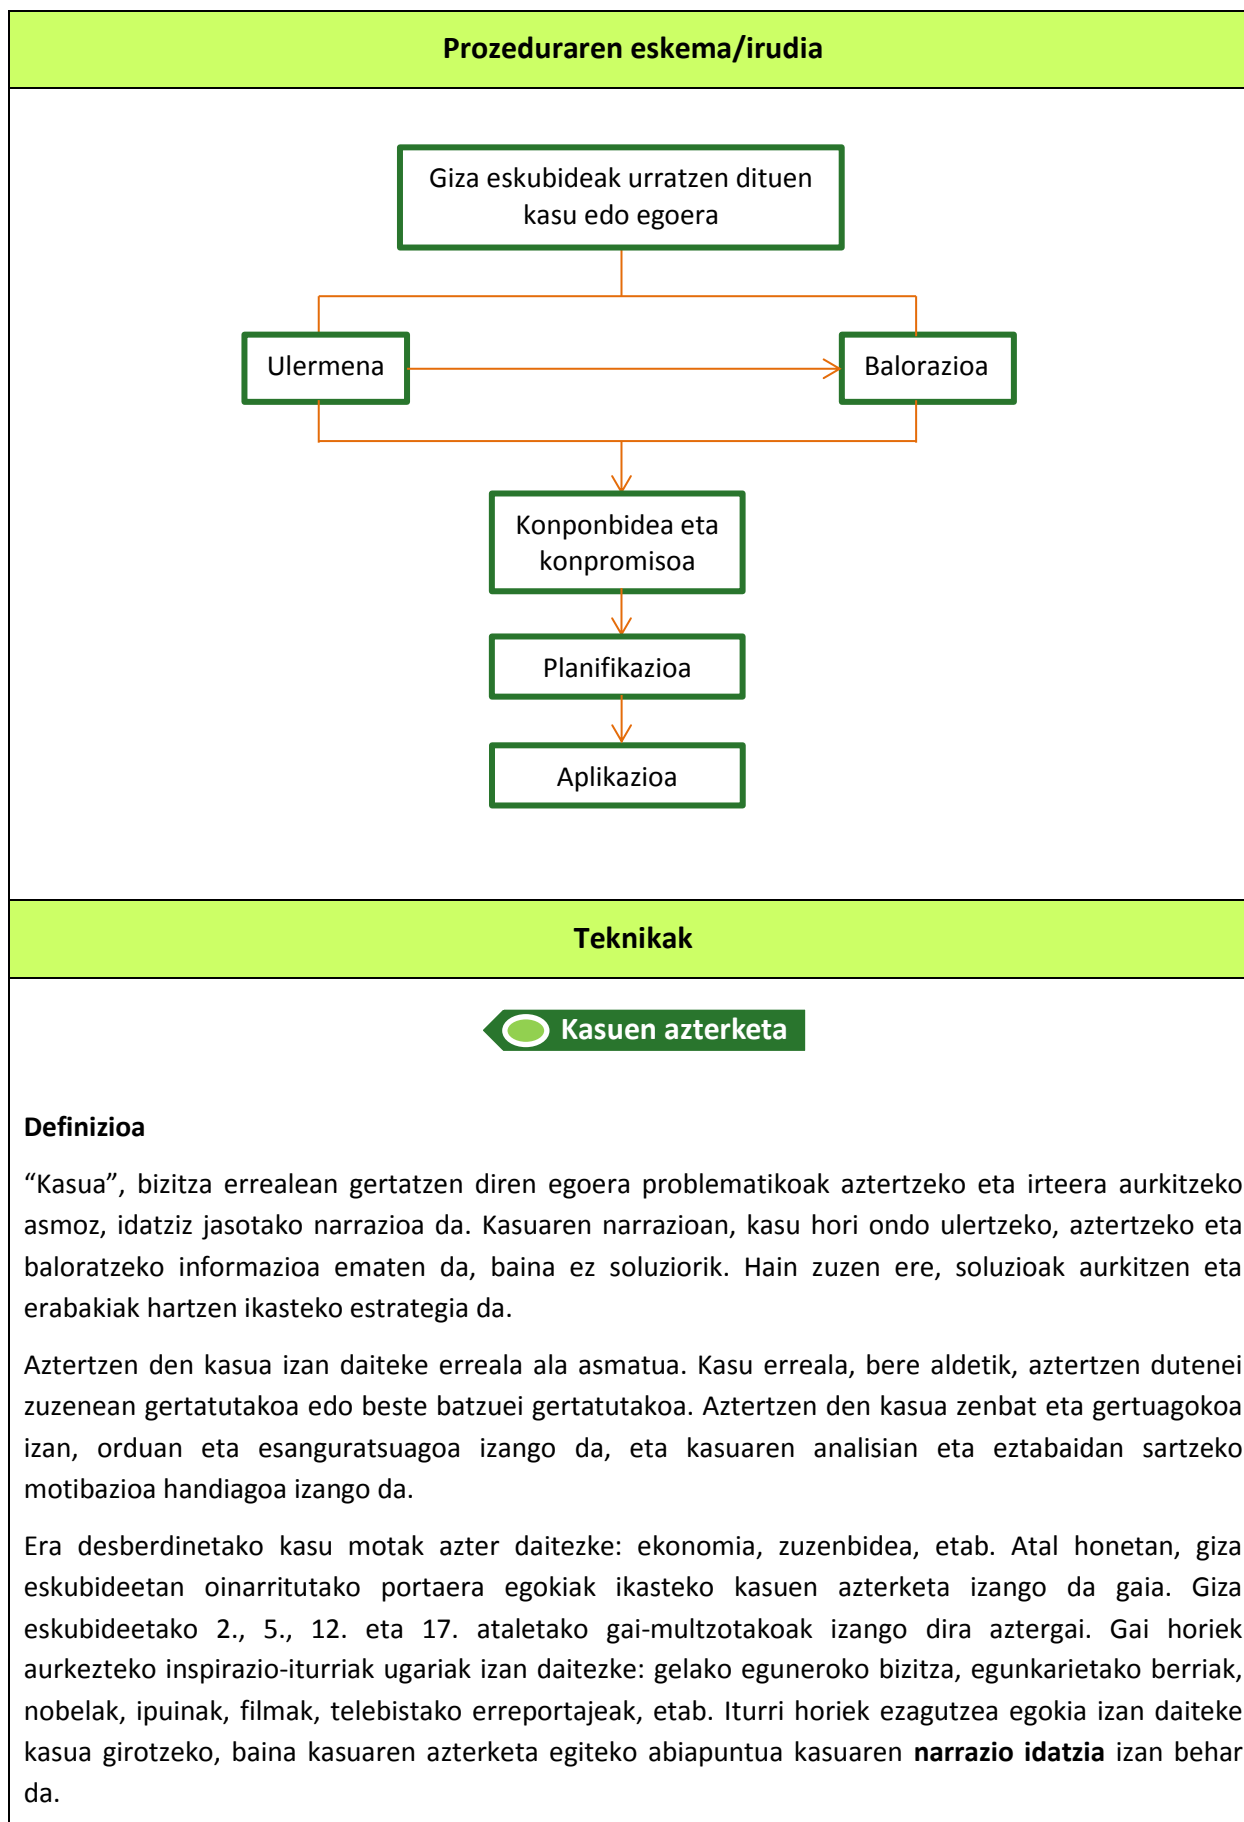 Prozeduraren eskema/irudia
Giza eskubideak urratzen dituen
kasu edo egoera
Ulermena
Balorazioa
Konponbidea eta
konpromisoa
Planifikazioa
Aplikazioa
Teknikak
Kasuen azterketa
Definizioa
“Kasua”, bizitza errealean gertatzen diren egoera problematikoak aztertzeko eta irteera aurkitzeko
asmoz, idatziz jasotako narrazioa da. Kasuaren narrazioan, kasu hori ondo ulertzeko, aztertzeko eta
baloratzeko informazioa ematen da, baina ez soluziorik. Hain zuzen ere, soluzioak aurkitzen eta
erabakiak hartzen ikasteko estrategia da.
Aztertzen den kasua izan daiteke erreala ala asmatua. Kasu erreala, bere aldetik, aztertzen dutenei
zuzenean gertatutakoa edo beste batzuei gertatutakoa. Aztertzen den kasua zenbat eta gertuagokoa
izan, orduan eta esanguratsuagoa izango da, eta kasuaren analisian eta eztabaidan sartzeko
motibazioa handiagoa izango da.
Era desberdinetako kasu motak azter daitezke: ekonomia, zuzenbidea, etab. Atal honetan, giza
eskubideetan oinarritutako portaera egokiak ikasteko kasuen azterketa izango da gaia. Giza
eskubideetako 2., 5., 12. eta 17. ataletako gai-multzotakoak izango dira aztergai. Gai horiek
aurkezteko inspirazio-iturriak ugariak izan daitezke: gelako eguneroko bizitza, egunkarietako berriak,
nobelak, ipuinak, filmak, telebistako erreportajeak, etab. Iturri horiek ezagutzea egokia izan daiteke
kasua girotzeko, baina kasuaren azterketa egiteko abiapuntua kasuaren narrazio idatzia izan behar
da.